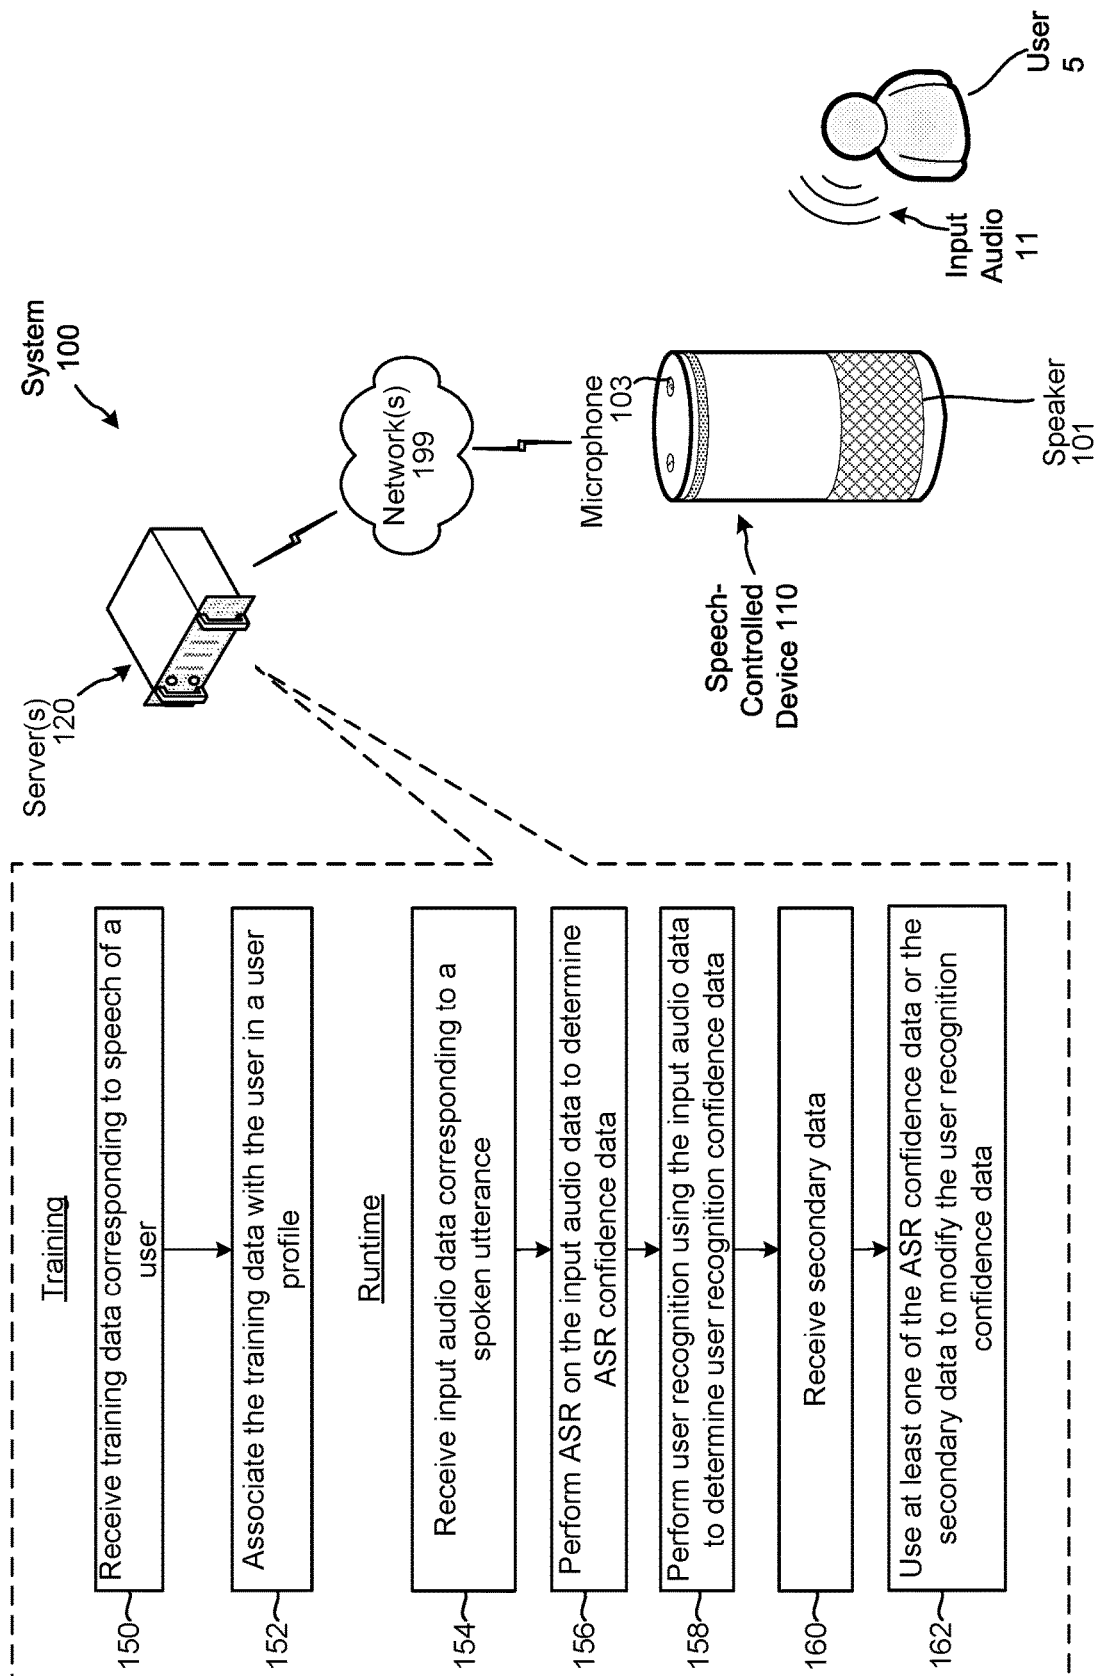 System
100
Server(s)
120
Network(s)
199
Microphone
103
Speech-
Controlled
Device 110
Speaker
101
Input
Audio
11
User
5
Training
150
Receive training data corresponding to speech of a
user
152
Associate the training data with the user in a user
profile
Runtime
154
Receive input audio data corresponding to a
spoken utterance
156
Perform ASR on the input audio data to determine
ASR confidence data
158
Perform user recognition using the input audio data
to determine user recognition confidence data
160
Receive secondary data
162
Use at least one of the ASR confidence data or the
secondary data to modify the user recognition
confidence data